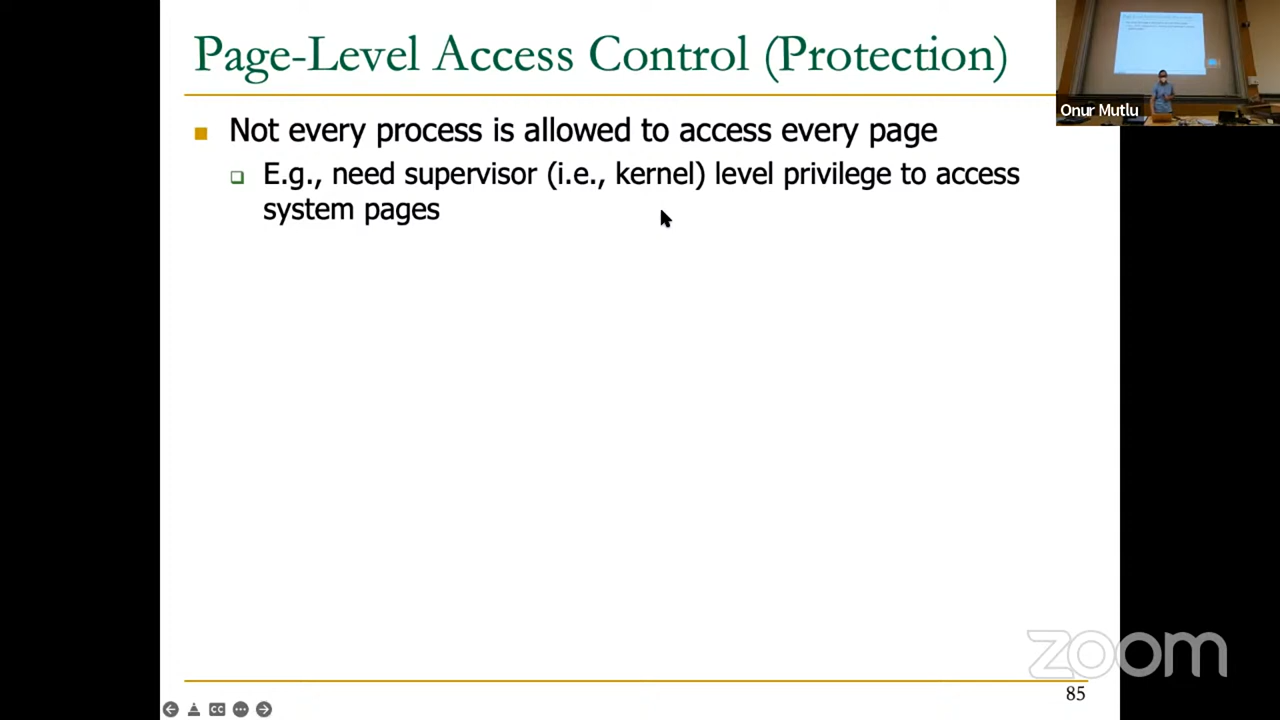 Page-Level Access Control (Protection)
Onur Mutlu
Not every process is allowed to access every page
E.g., need supervisor (i.e., kernel) level privilege to access
system pages
zoom
85
CC